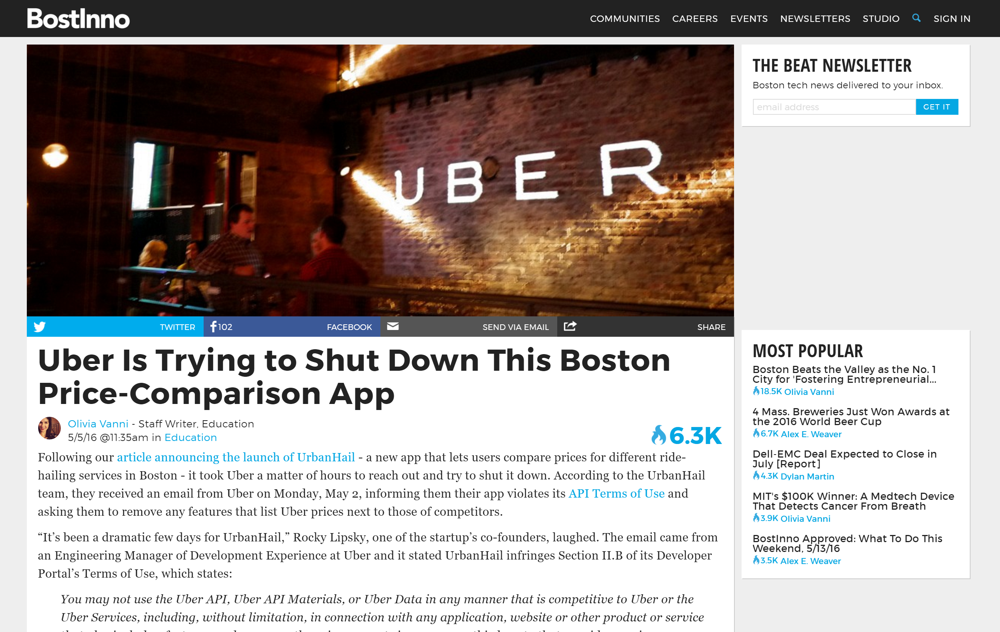 BostInno
COMMUNITIES CAREERS EVENTS NEWSLETTERS STUDIO SIGN IN
UBER
TWITTER
102 FACEBOOK
SEND VIA EMAIL
SHARE
Uber Is Trying to Shut Down This Boston
Price-Comparison App
Olivia Vanni - Staff Writer, Education
5/5/16 @11:35am in Education
6.3K
Following our article announcing the launch of UrbanHail - a new app that lets users compare prices for different ride-
hailing services in Boston - it took Uber a matter of hours to reach out and try to shut it down. According to the UrbanHail
team, they received an email from Uber on Monday, May 2, informing them their app violates its API Terms of Use and
asking them to remove any features that list Uber prices next to those of competitors.
“It’s been a dramatic few days for UrbanHail,” Rocky Lipsky, one of the startup’s co-founders, laughed. The email came from
an Engineering Manager of Development Experience at Uber and it stated UrbanHail infringes Section II.B of its Developer
Portal’s Terms of Use, which states:
You may not use the Uber API, Uber API Materials, or Uber Data in any manner that is competitive to Uber or the
Uber Services, including, without limitation, in connection with any application, website or other product or service
THE BEAT NEWSLETTER
Boston tech news delivered to your inbox.
email address GET IT
MOST POPULAR
Boston Beats the Valley as the No. 1
City for 'Fostering Entrepreneurial...
18.5K Olivia Vanni
4 Mass. Breweries Just Won Awards at
the 2016 World Beer Cup
6.7K Alex E. Weaver
Dell-EMC Deal Expected to Close in
July [Report]
4.3K Dylan Martin
MIT's $100K Winner: A Medtech Device
That Detects Cancer From Breath
3.9K Olivia Vanni
BostInno Approved: What To Do This
Weekend, 5/13/16
3.5K Alex E. Weaver